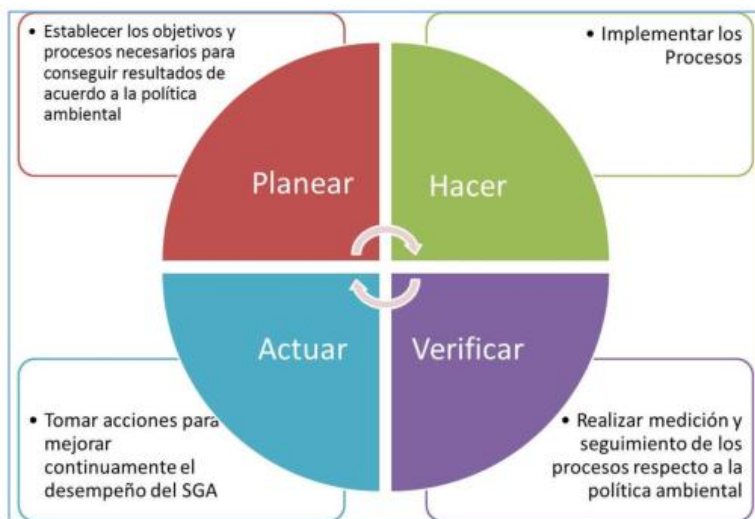 • Establecer los objetivos y
procesos necesarios para
conseguir resultados de
acuerdo a la política
ambiental
• Implementar los
Procesos
Planear
Hacer
Actuar
Verificar
• Tomar acciones para
mejorar
continuamente el
desempeño del SGA
• Realizar medición y
seguimiento de los
procesos respecto a la
política ambiental